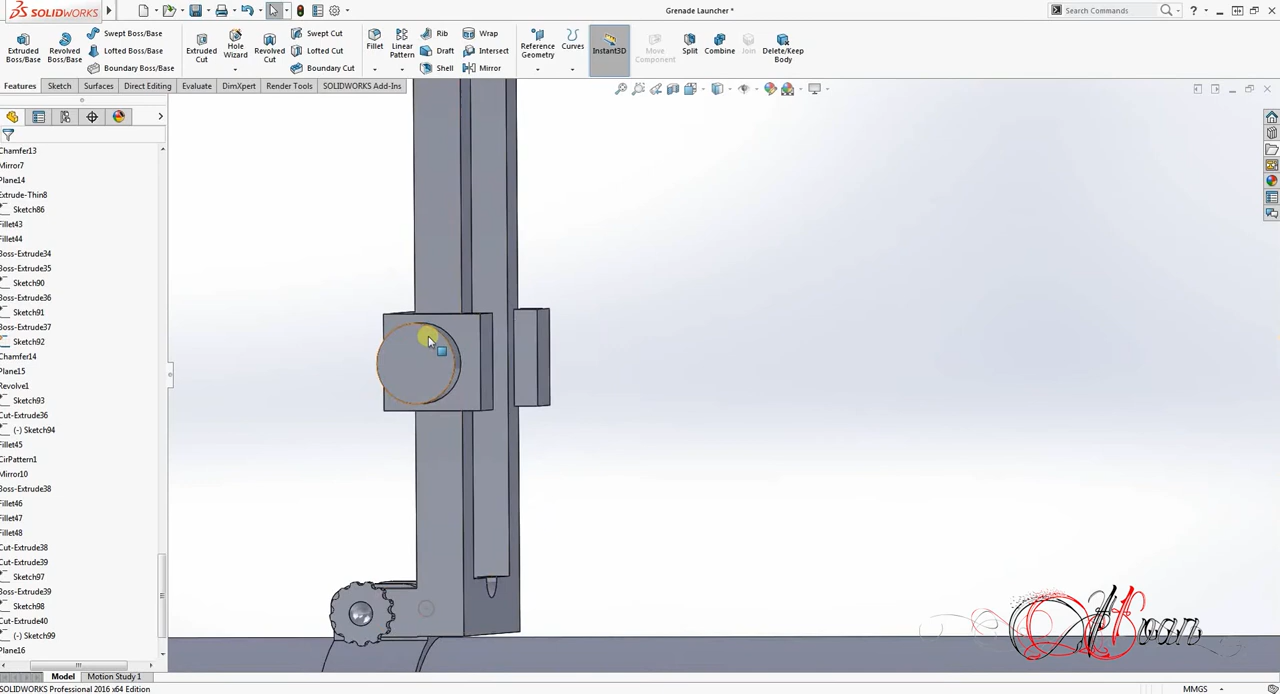 SOLIDWORKS
Grenade Launcher *
Search Commands
Extruded Boss/Base
Revolved Boss/Base
Swept Boss/Base
Lofted Boss/Base
Boundary Boss/Base
Extruded Cut
Hole Wizard
Revolved Cut
Swept Cut
Lofted Cut
Boundary Cut
Fillet
Linear Pattern
Rib
Draft
Shell
Wrap
Intersect
Mirror
Reference Geometry
Curves
Instant3D
Move Component
Split
Combine
Join
Delete/Keep Body
Features
Sketch
Surfaces
Direct Editing
Evaluate
DimXpert
Render Tools
SOLIDWORKS Add-Ins
Chamfer13
Mirror7
Plane14
Extrude-Thin8
Sketch86
Fillet43
Fillet44
Boss-Extrude34
Boss-Extrude35
Sketch90
Boss-Extrude36
Sketch91
Boss-Extrude37
Sketch92
Chamfer14
Plane15
Revolve1
Sketch93
Cut-Extrude36
(-) Sketch94
Fillet45
CirPattern1
Mirror10
Boss-Extrude38
Fillet46
Fillet47
Fillet48
Cut-Extrude38
Cut-Extrude39
Sketch97
Boss-Extrude39
Sketch98
Cut-Extrude40
(-) Sketch99
Plane16
Model
Motion Study 1
SOLIDWORKS Professional 2016 x64 Edition
MMGS